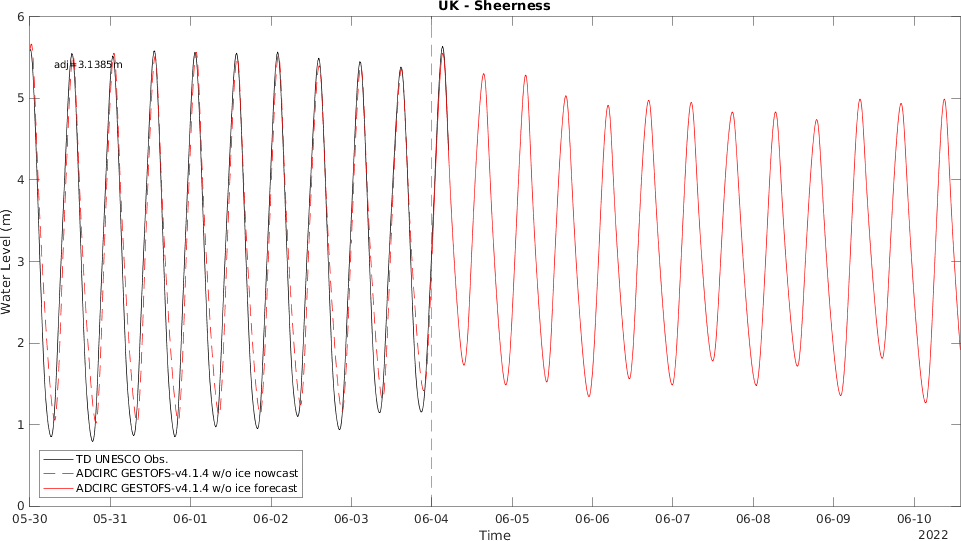 UK - Sheerness
adj=3.1385m
6
5
4
3
2
1
0
Water Level (m)
TD UNESCO Obs.
ADCIRC GESTOFS-v4.1.4 w/o ice nowcast
ADCIRC GESTOFS-v4.1.4 w/o ice forecast
05-30 05-31 06-01 06-02 06-03 06-04 06-05 06-06 06-07 06-08 06-09 06-10
Time
2022